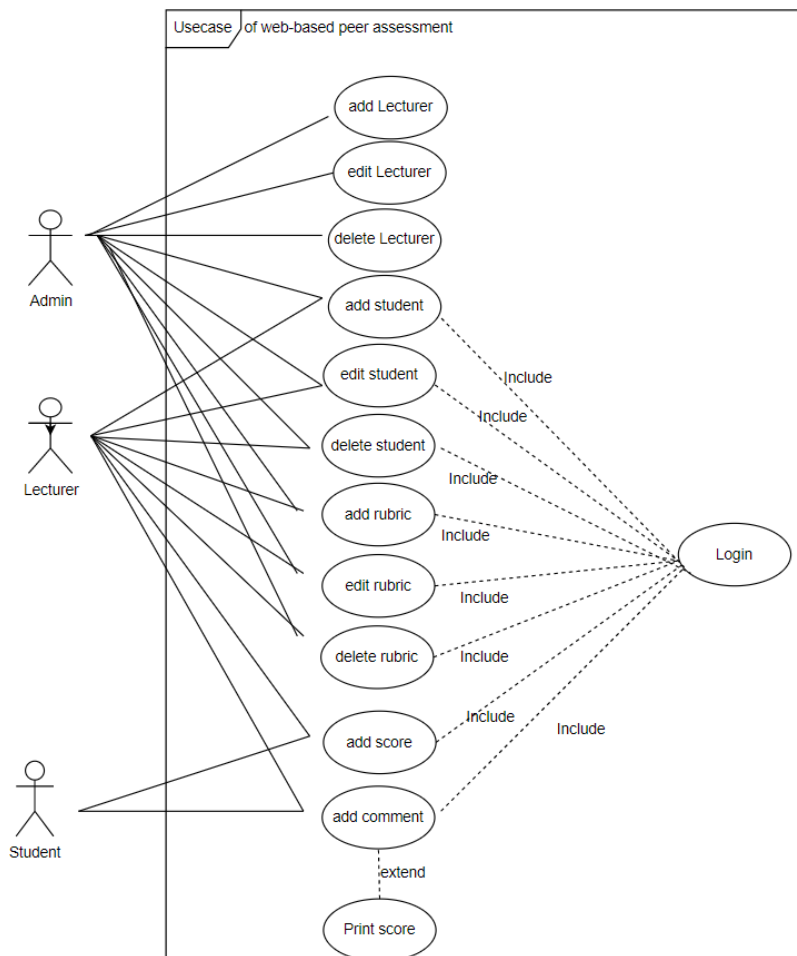 Usecase of web-based peer assessment
add Lecturer
edit Lecturer
delete Lecturer
Admin
add student
edit student
Include
Include
delete student
Lecturer
Include
add rubric
Include
Login
edit rubric
Include
delete rubric
Include
add score
Include
Include
add comment
Student
extend
Print score